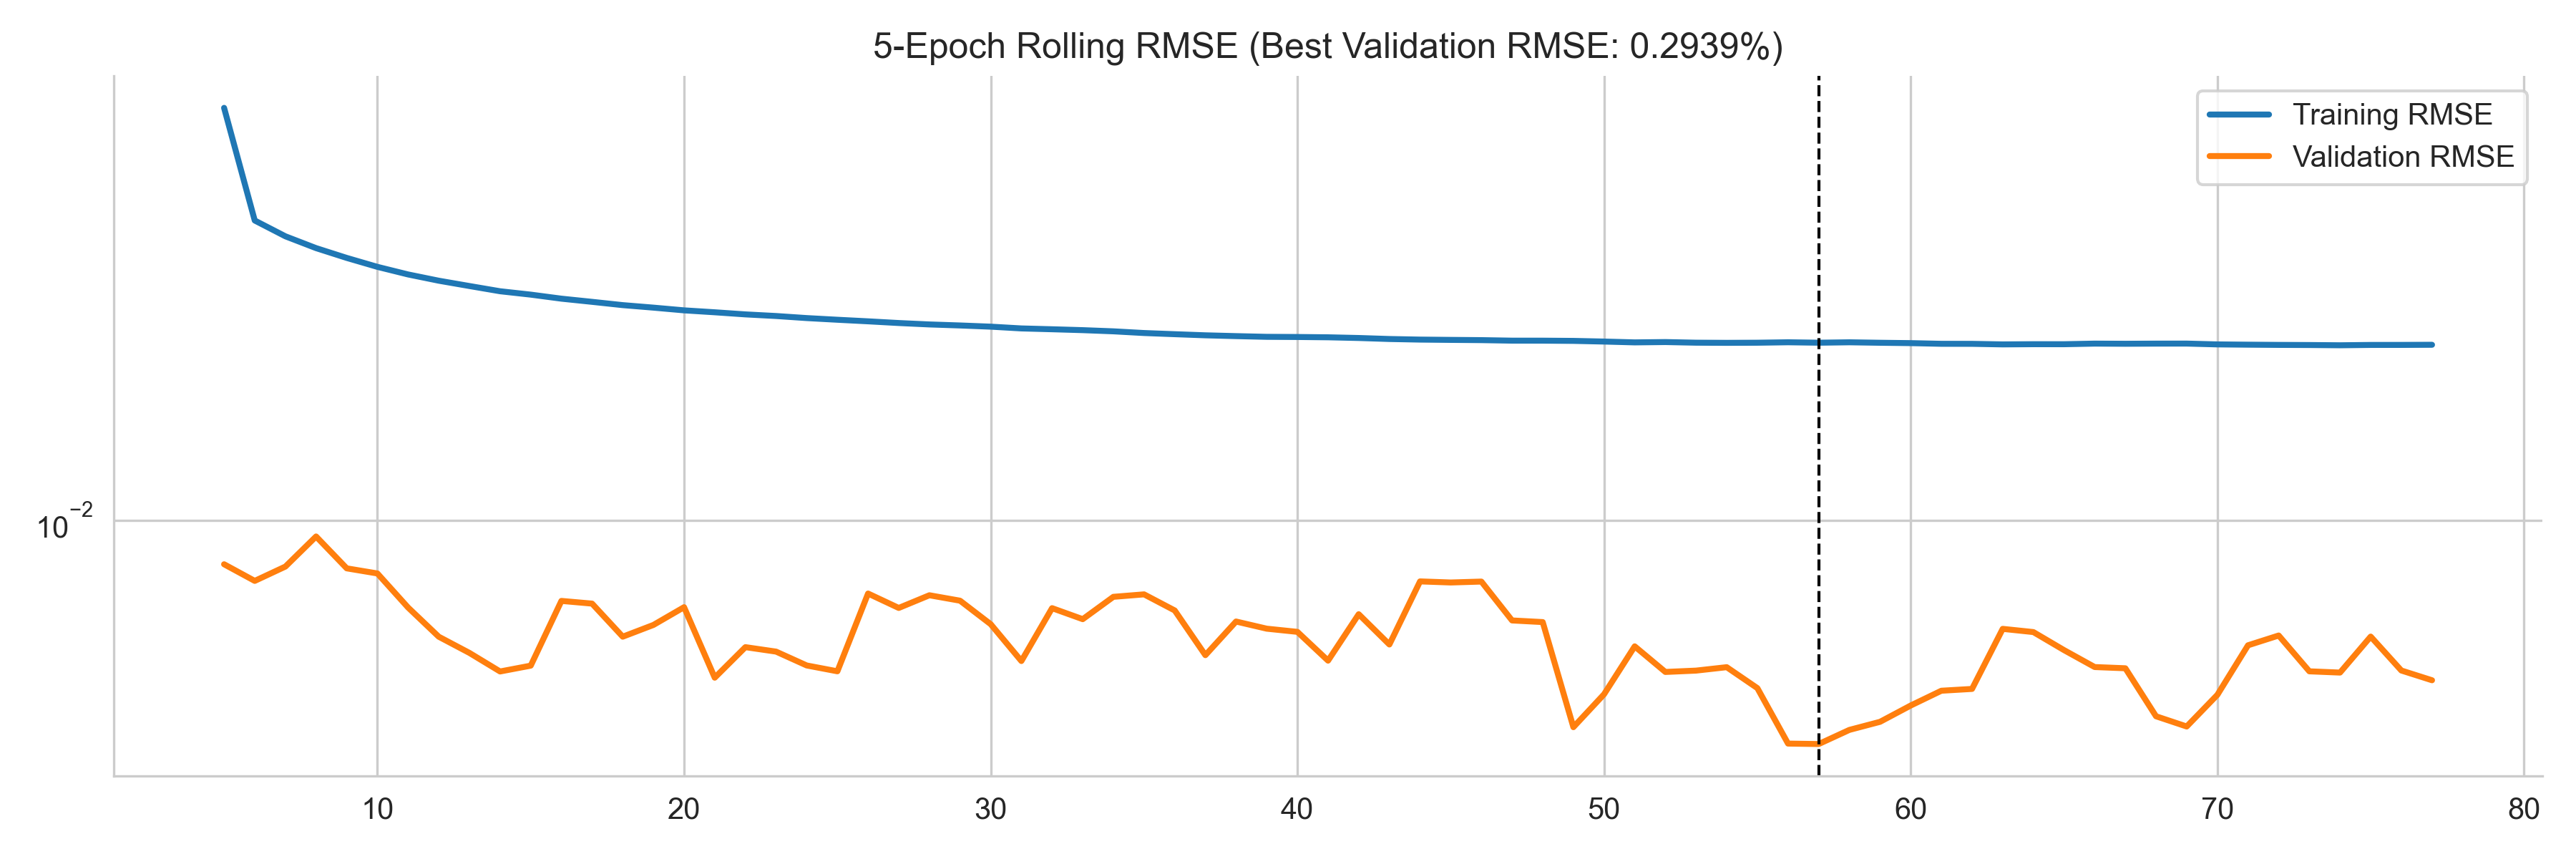 5-Epoch Rolling RMSE (Best Validation RMSE: 0.2939%)
Training RMSE
Validation RMSE
10⁻²
10 20 30 40 50 60 70 80